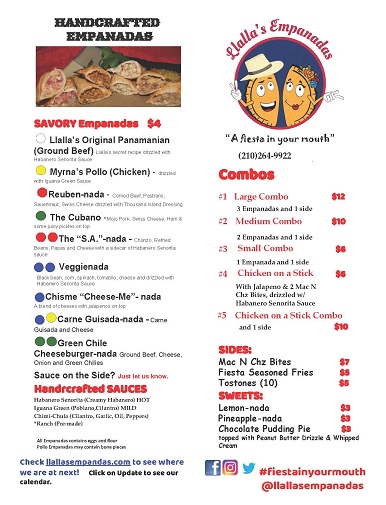 HANDCRAFTED
EMPANADAS
SAVORY Empanadas $4
Llalla's Original Panamanian
(Ground Beef) Llalla's secret recipe drizzled with
Habanero Senorita Sauce
Myrna's Pollo (Chicken) - drizzled
with Iguana Green Sauce
Reuben-nada - Corned Beef, Pastrami,
Sauerkraut, Swiss Cheese drizzled with Thousand Island Dressing
The Cubano *Mojo Pork, Swiss Cheese, Ham &
some juicy pickles on top
The "S.A."-nada - Chorizo, Refried
Beans, Papas and Cheese with a sidecar of Habanero Senorita
sauce
Veggienada
Black bean, corn, spinach, tomatillo, cheese and drizzled with
Habanero Senorita Sauce
Chisme "Cheese-Me"- nada
A blend of cheeses with jalapenos on top
Carne Guisada-nada - Carne
Guisada and Cheese
Green Chile
Cheeseburger-nada Ground Beef, Cheese,
Onion and Green Chilies
Sauce on the Side? Just let us know.
Handrcrafted SAUCES
Habanero Senorita (Creamy Habanero) HOT
Iguana Green (Poblano,Cilantro) MILD
Chimi-Chula (Cilantro, Garlic, Oil, Peppers)
*Ranch (Pre-made)
All Empanadas contains eggs and flour
Pollo Empanadas may contain bone pieces
Check llallasempandas.com to see where
we are at next! Click on Update to see our
calendar.
Llalla's Empanadas
"A fiesta in your mouth"
(210)264-9922
Combos
#1 Large Combo $12
3 Empanadas and 1 side
#2 Medium Combo $10
2 Empanadas and 1 side
#3 Small Combo $6
1 Empanada and 1 side
#4 Chicken on a Stick $6
With Jalapeno & 2 Mac N
Chz Bites, drizzled w/
Habanero Senorita Sauce
#5 Chicken on a Stick Combo
and 1 side $10
SIDES:
Mac N Chz Bites $7
Fiesta Seasoned Fries $5
Tostones (10) $5
SWEETS:
Lemon-nada $3
Pineapple-nada $3
Chocolate Pudding Pie $3
topped with Peanut Butter Drizzle & Whipped
Cream
#fiestainyourmouth
@llallasempanadas